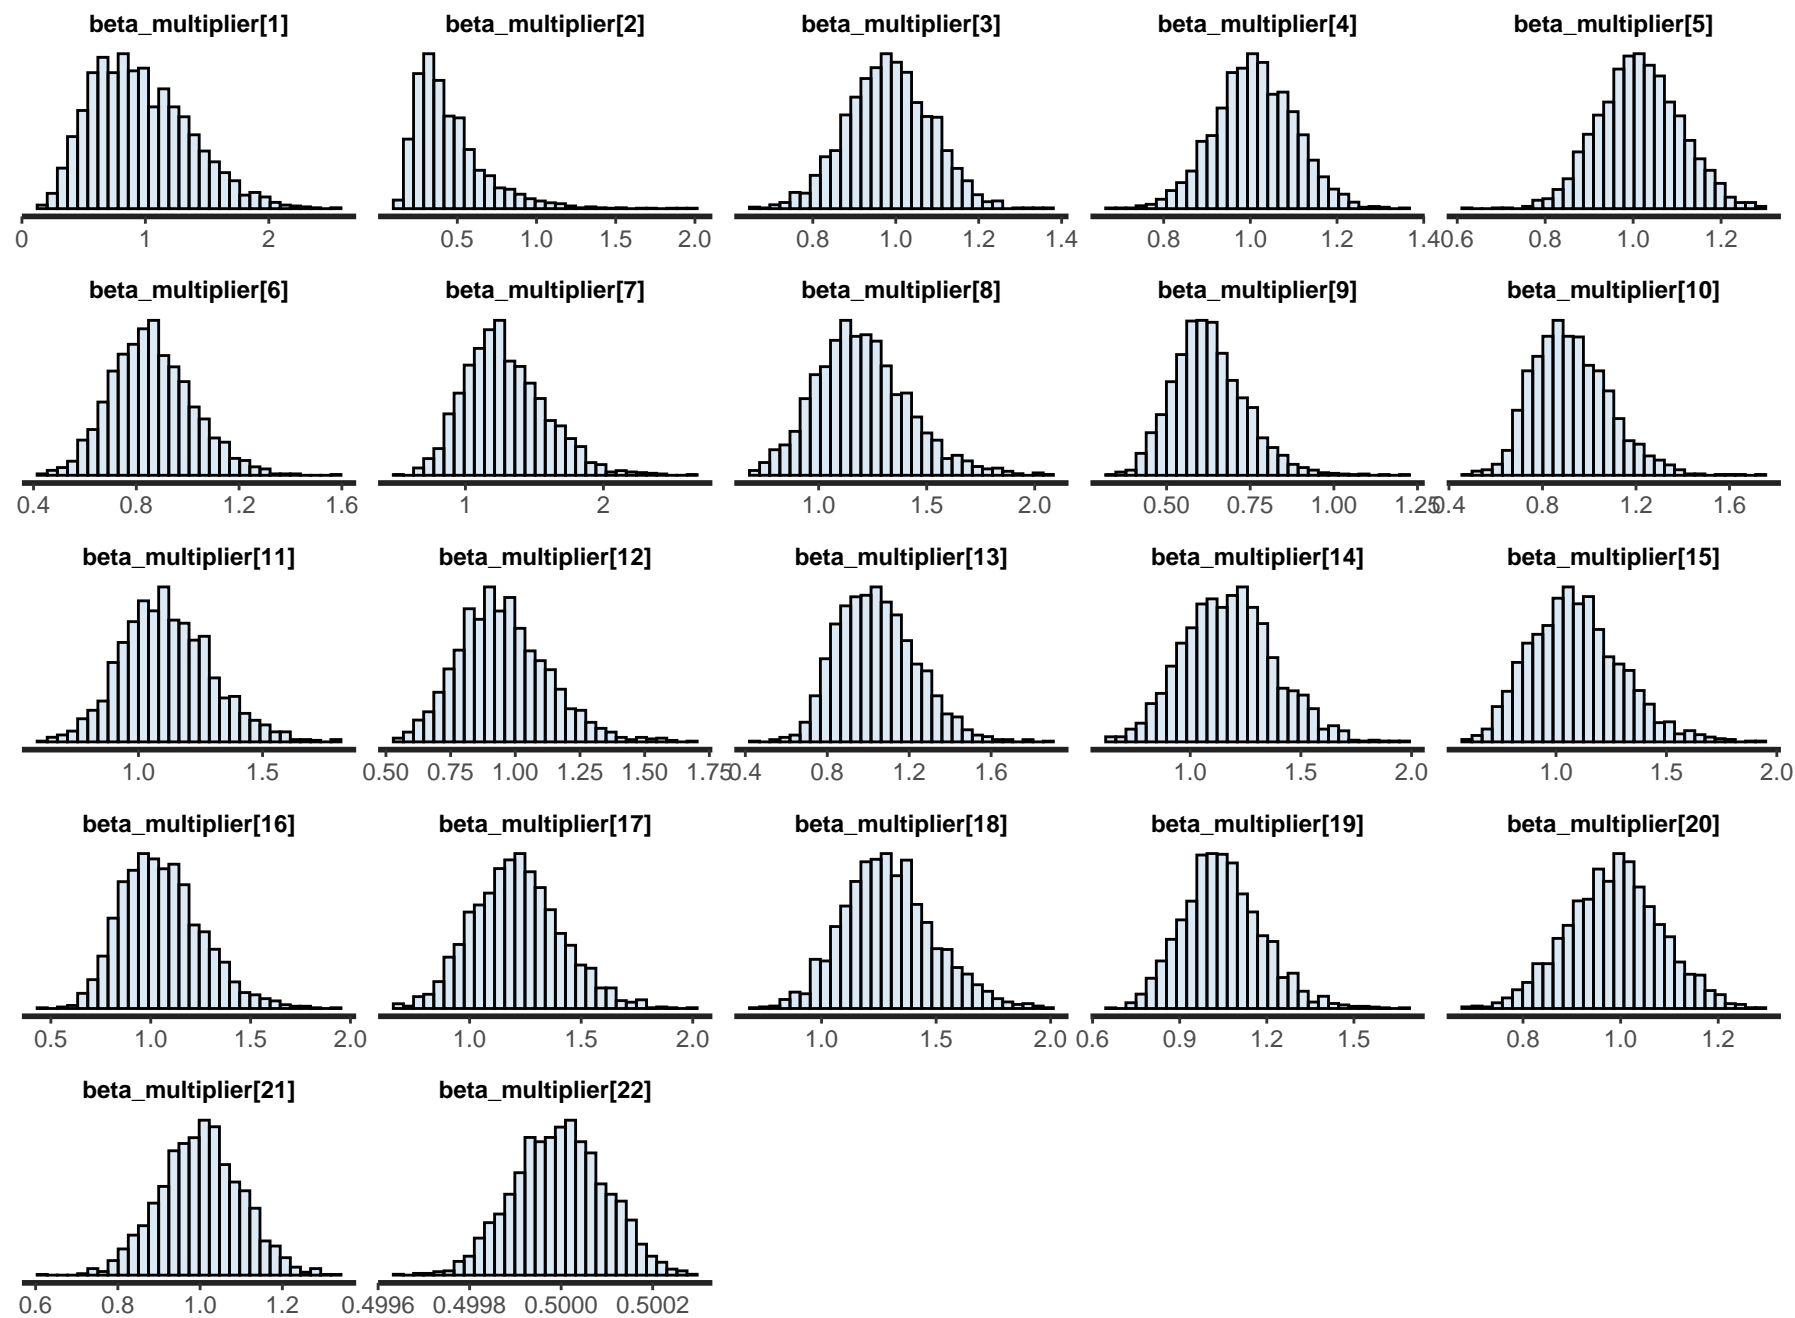 beta_multiplier[1] beta_multiplier[2] beta_multiplier[3] beta_multiplier[4] beta_multiplier[5]
0 1 2 0.5 1.0 1.5 2.0 0.8 1.0 1.2 1.4 0.8 1.0 1.2 1.4 0.6 0.8 1.0 1.2
beta_multiplier[6] beta_multiplier[7] beta_multiplier[8] beta_multiplier[9] beta_multiplier[10]
0.4 0.8 1.2 1.6 1 2 1.0 1.5 2.0 0.50 0.75 1.00 1.25 0.4 0.8 1.2 1.6
beta_multiplier[11] beta_multiplier[12] beta_multiplier[13] beta_multiplier[14] beta_multiplier[15]
1.0 1.5 0.50 0.75 1.00 1.25 1.50 1.75 0.4 0.8 1.2 1.6 1.0 1.5 2.0 1.0 1.5 2.0
beta_multiplier[16] beta_multiplier[17] beta_multiplier[18] beta_multiplier[19] beta_multiplier[20]
0.5 1.0 1.5 2.0 1.0 1.5 2.0 1.0 1.5 2.0 0.6 0.9 1.2 1.5 0.8 1.0 1.2
beta_multiplier[21] beta_multiplier[22]
0.6 0.8 1.0 1.2 0.4996 0.4998 0.5000 0.5002